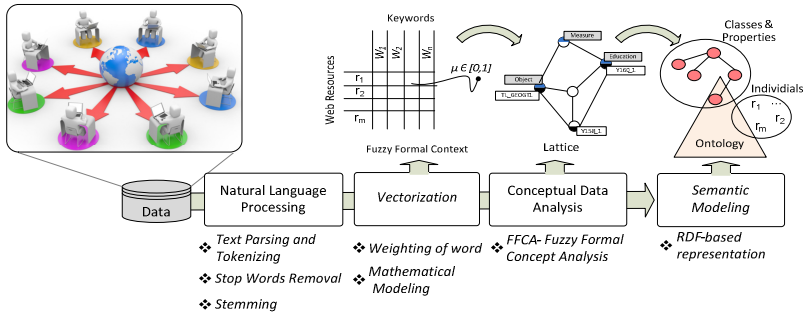 Keywords
Web Resources
W1
W2
Wn
r1
r2
rm
μ ∈ [0,1]
Fuzzy Formal Context
Measure
Education
Y16Q_1
Object
Lattice
Classes &
Properties
Individials
r1 ...
rm r2
Ontology
Data
Natural Language
Processing
Vectorization
Conceptual Data
Analysis
Semantic
Modeling
❖ Text Parsing and
Tokenizing
❖ Stop Words Removal
❖ Stemming
❖ Weighting of word
❖ Mathematical
Modeling
❖ FFCA- Fuzzy Formal
Concept Analysis
❖ RDF-based
representation